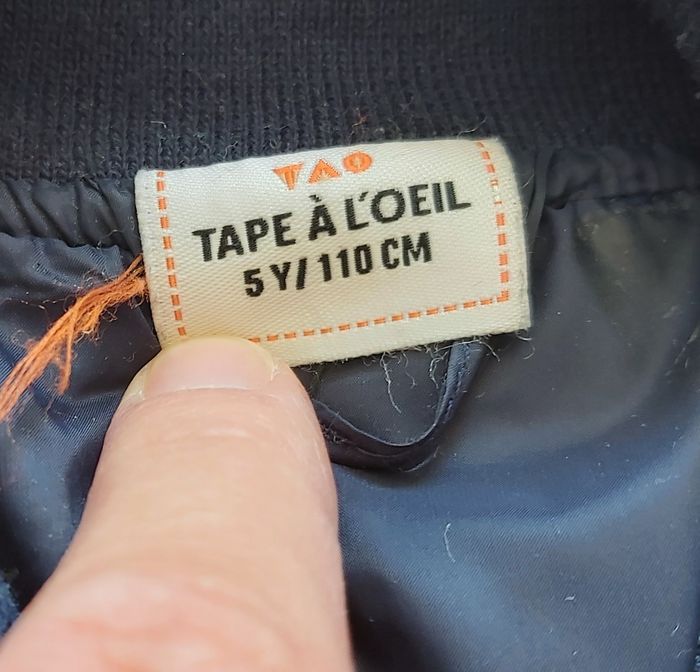 TAO
TAPE À L'OEIL
5 Y/ 110 CM